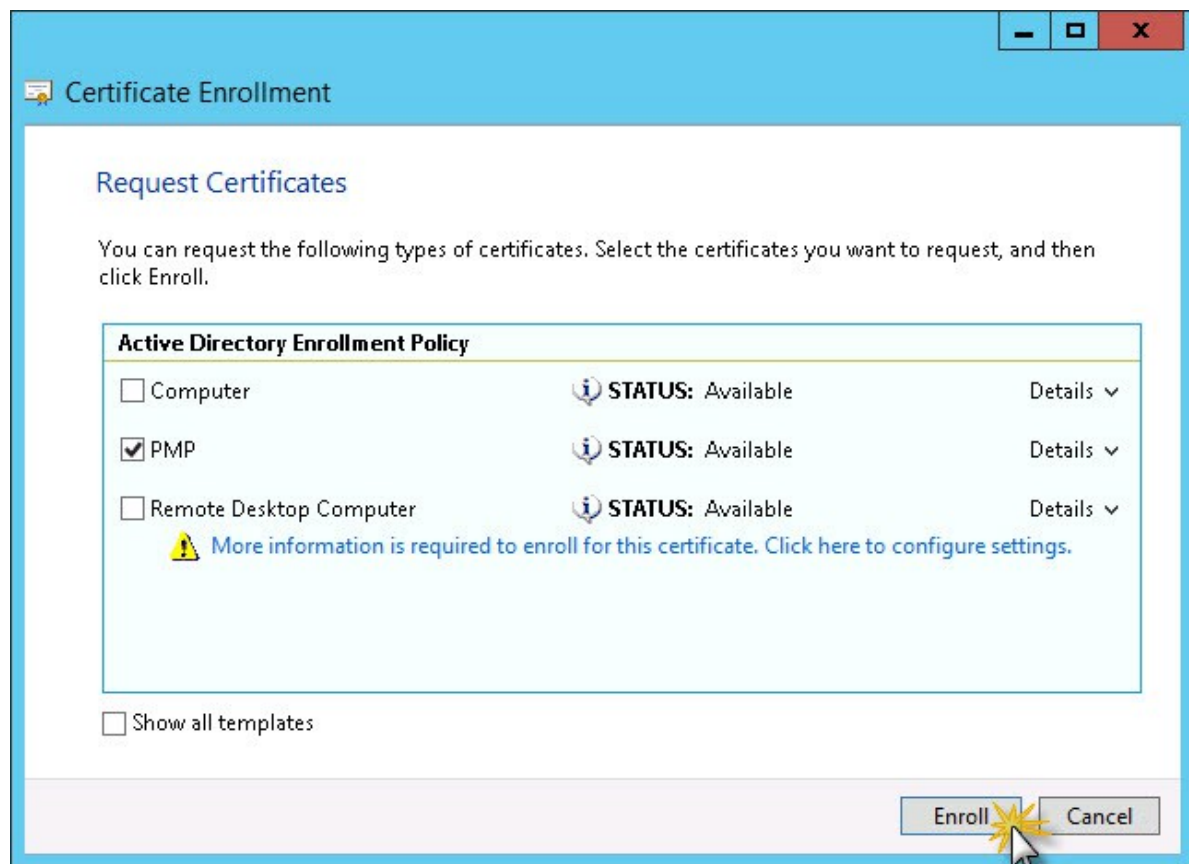 Certificate Enrollment
Request Certificates
You can request the following types of certificates. Select the certificates you want to request, and then
click Enroll.
Active Directory Enrollment Policy
Computer STATUS: Available Details
PMP STATUS: Available Details
Remote Desktop Computer STATUS: Available Details
More information is required to enroll for this certificate. Click here to configure settings.
Show all templates
Enroll Cancel